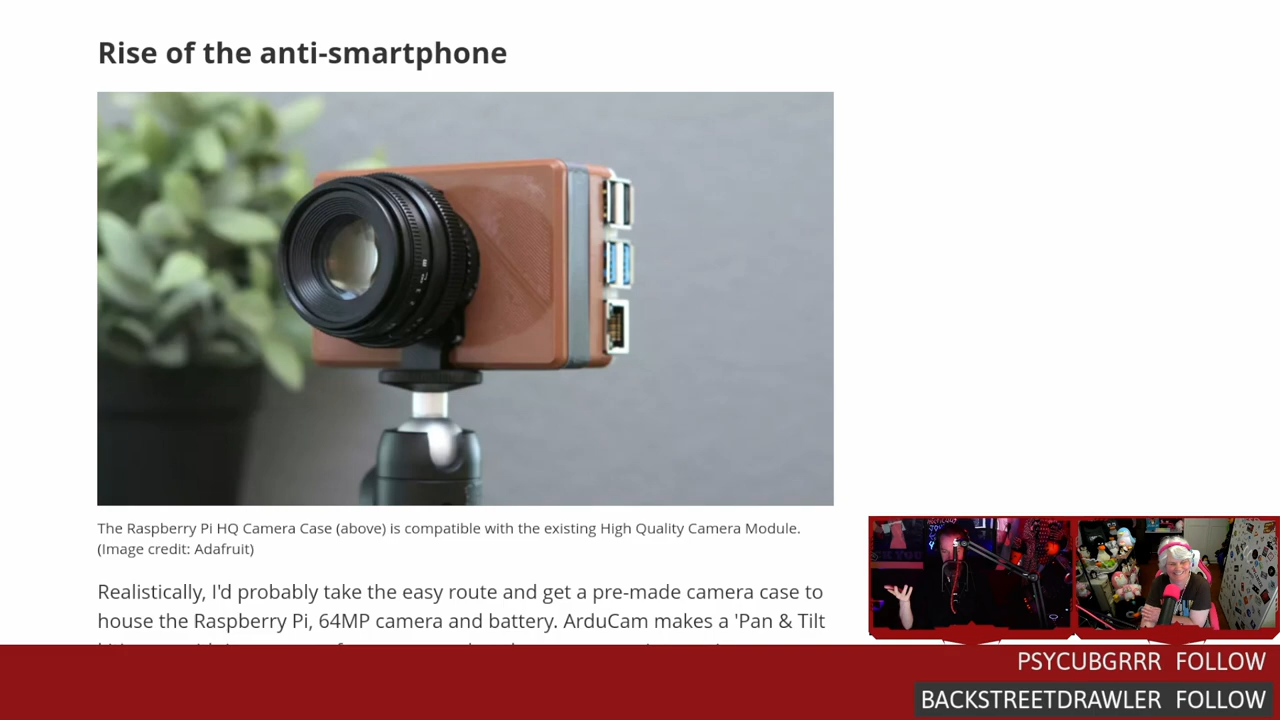 Rise of the anti-smartphone
The Raspberry Pi HQ Camera Case (above) is compatible with the existing High Quality Camera Module.
(Image credit: Adafruit)
Realistically, I'd probably take the easy route and get a pre-made camera case to
house the Raspberry Pi, 64MP camera and battery. ArduCam makes a 'Pan & Tilt
PSYCUBGRRR FOLLOW
BACKSTREETDRAWLER FOLLOW